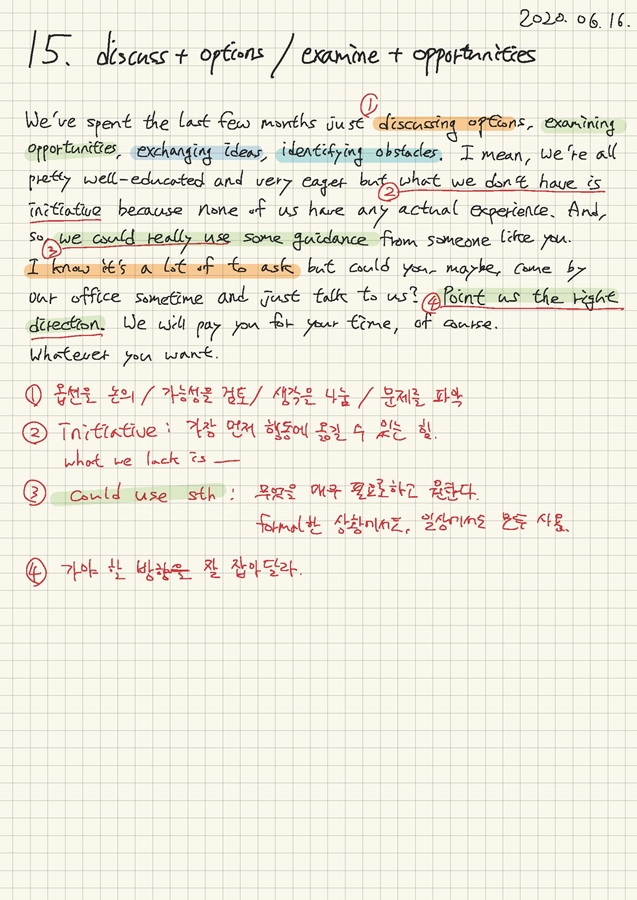 2020. 06. 16.
15. discuss + options / examine + opportunities
①
We've spent the last few months just discussing options, examining
opportunities, exchanging ideas, identifying obstacles. I mean, we're all
pretty well-educated and very eager but ② what we don't have is
initiative because none of us have any actual experience. And,
so ③ we could really use some guidance from someone like you.
I know it's a lot of to ask but could you, maybe, come by
our office sometime and just talk to us? ④ Point us the right
direction. We will pay you for your time, of course.
Whatever you want.
① 옵션을 논의 / 가능성을 검토 / 생각을 나눔 / 문제를 파악
② Initiative : 가장 먼저 행동에 옮길 수 있는 힘.
what we lack is —
③ Could use sth : 무엇을 매우 필요로하고 원한다.
formal한 상황에서도, 일상에서도 모두 사용.
④ 가야 할 방향을 잘 잡아달라.